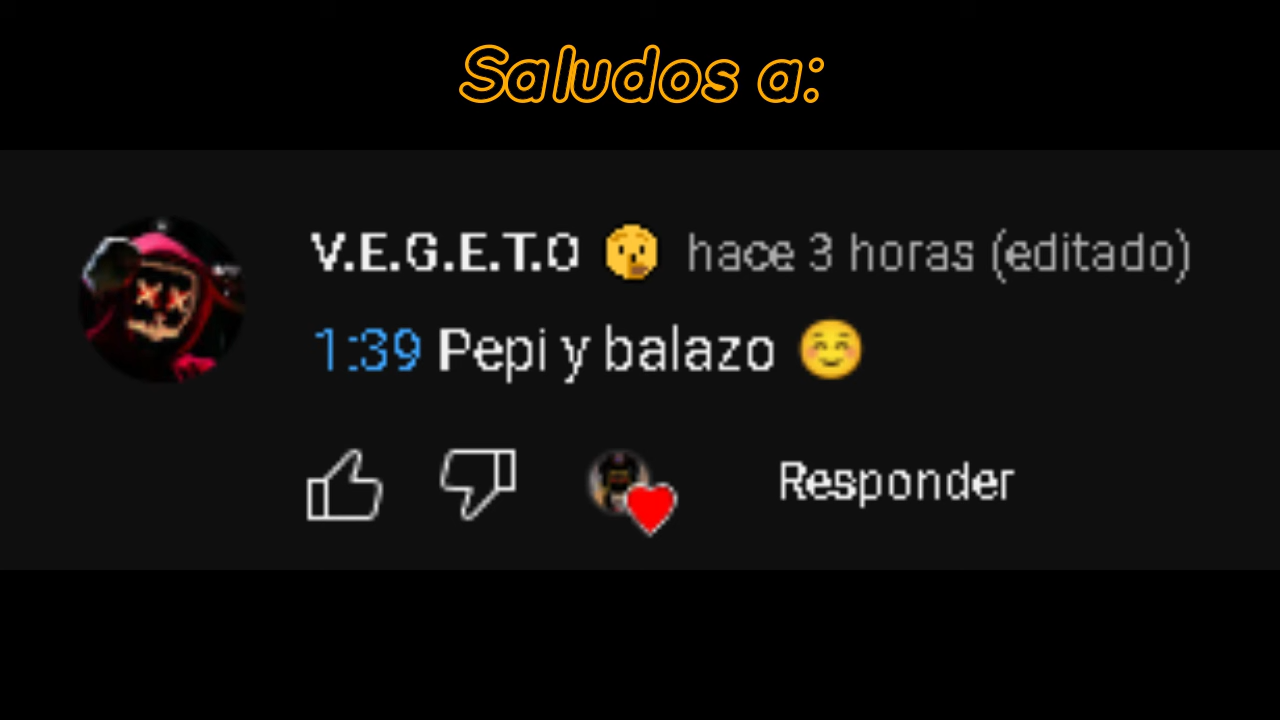 Saludos a:
V.E.G.E.T.O 🤫 hace 3 horas (editado)
1:39 Pepi y balazo ☺️
Responder